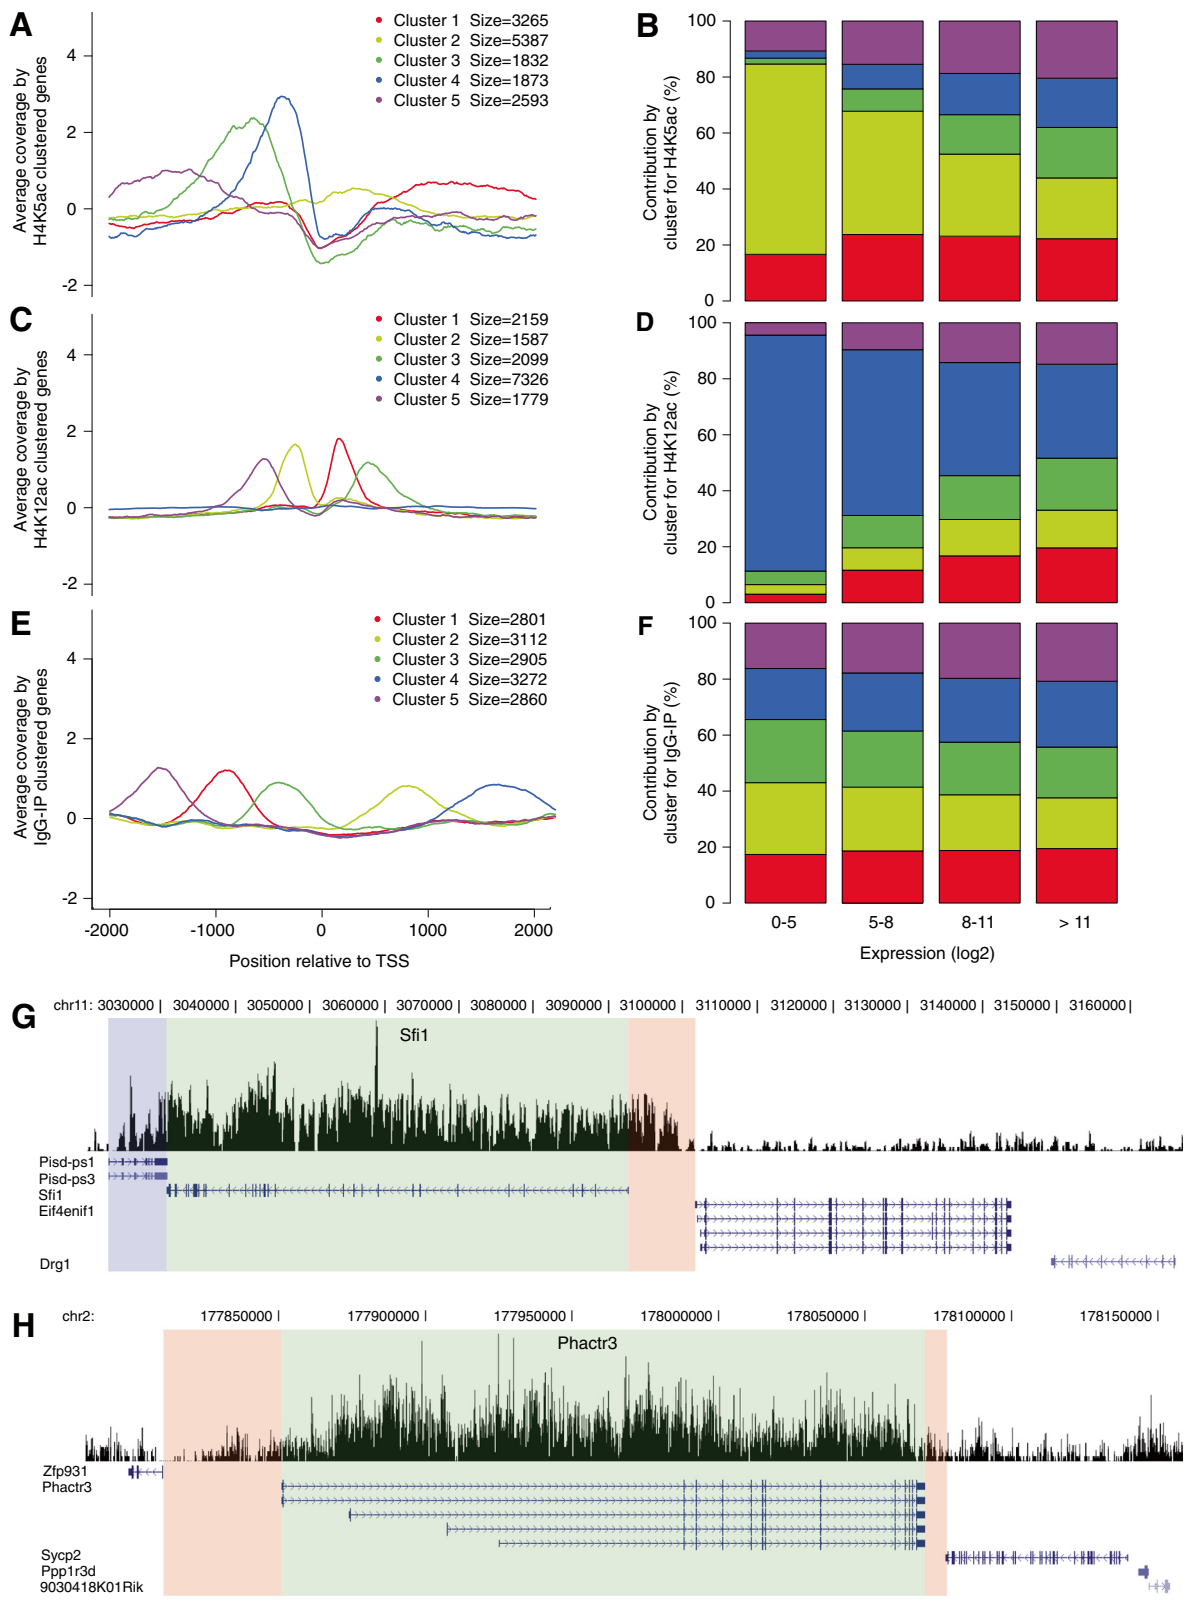 A
Average coverage by
H4K5ac clustered genes
4
2
0
-2
Cluster 1 Size=3265
Cluster 2 Size=5387
Cluster 3 Size=1832
Cluster 4 Size=1873
Cluster 5 Size=2593
B
Contribution by
cluster for H4K5ac (%)
100
80
60
40
20
0
C
Average coverage by
H4K12ac clustered genes
4
2
0
-2
Cluster 1 Size=2159
Cluster 2 Size=1587
Cluster 3 Size=2099
Cluster 4 Size=7326
Cluster 5 Size=1779
D
Contribution by
cluster for H4K12ac (%)
100
80
60
40
20
0
E
Average coverage by
IgG-IP clustered genes
4
2
0
-2
Cluster 1 Size=2801
Cluster 2 Size=3112
Cluster 3 Size=2905
Cluster 4 Size=3272
Cluster 5 Size=2860
-2000 -1000 0 1000 2000
Position relative to TSS
F
Contribution by
cluster for IgG-IP (%)
100
80
60
40
20
0
0-5 5-8 8-11 > 11
Expression (log2)
G
chr11: 3030000 3040000 3050000 3060000 3070000 3080000 3090000 3100000 3110000 3120000 3130000 3140000 3150000 3160000
Sfi1
Pisd-ps1
Pisd-ps3
Sfi1
Eif4enif1
Drg1
H
chr2: 177850000 177900000 177950000 178000000 178050000 178100000 178150000
Phactr3
Zfp931
Phactr3
Sycp2
Ppp1r3d
9030418K01Rik